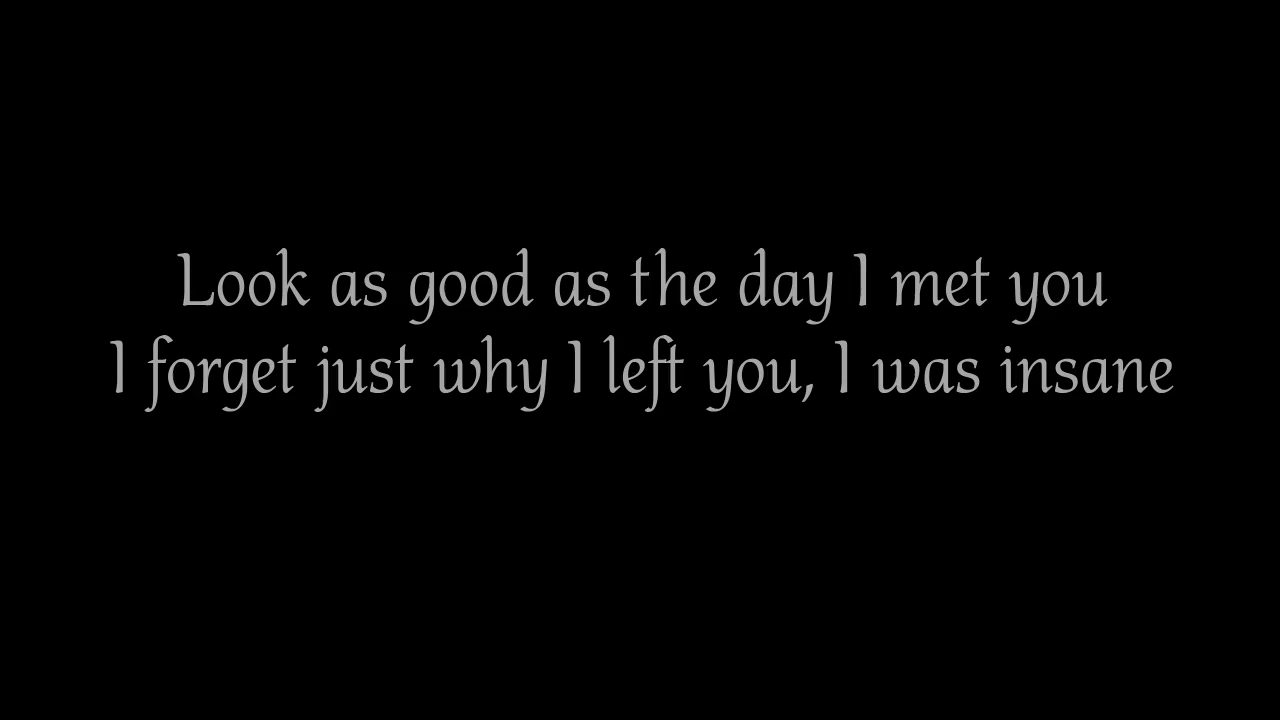 Look as good as the day I met you
I forget just why I left you, I was insane